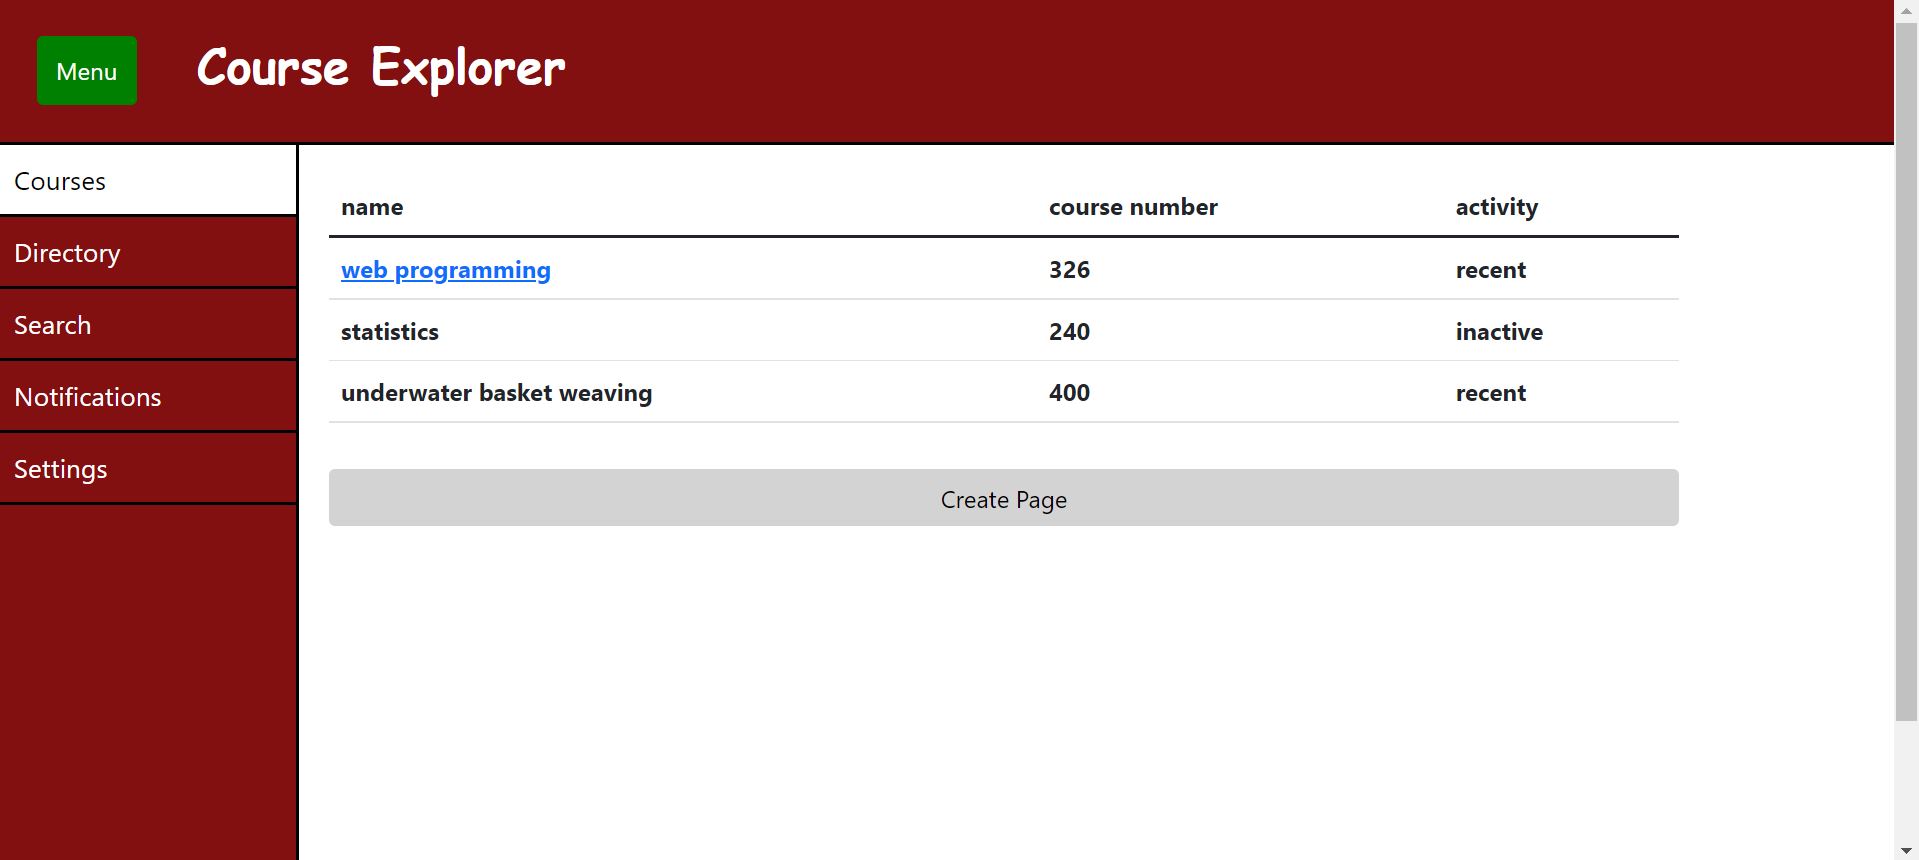 Menu
Course Explorer
Courses
Directory
Search
Notifications
Settings
name course number activity
web programming 326 recent
statistics 240 inactive
underwater basket weaving 400 recent
Create Page